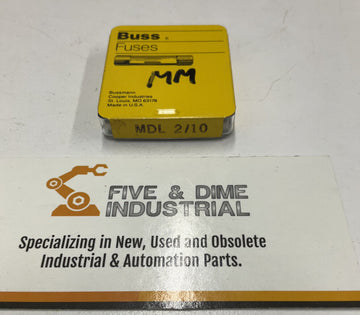 Buss
Fuses
MM
Bussmann
Cooper Industries
St. Louis, MO 63178
Made in U.S.A.
MDL 2/10
FIVE & DIME
INDUSTRIAL
Specializing in New, Used and Obsolete
Industrial & Automation Parts.